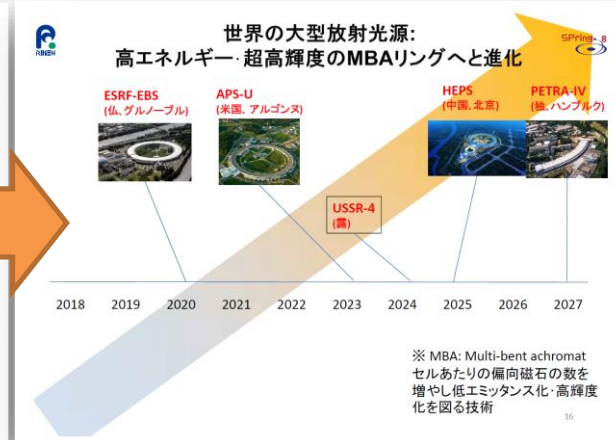 RIKEN
世界の大型放射光源:
高エネルギー・超高輝度のMBAリングへと進化
SPring-8
ESRF-EBS
(仏、グルノーブル)
APS-U
(米国、アルゴンヌ)
HEPS
(中国、北京)
PETRA-IV
(独、ハンブルク)
USSR-4
(露)
2018 2019 2020 2021 2022 2023 2024 2025 2026 2027
※ MBA: Multi-bent achromat
セルあたりの偏向磁石の数を
増やし低エミッタンス化・高輝度
化を図る技術
16